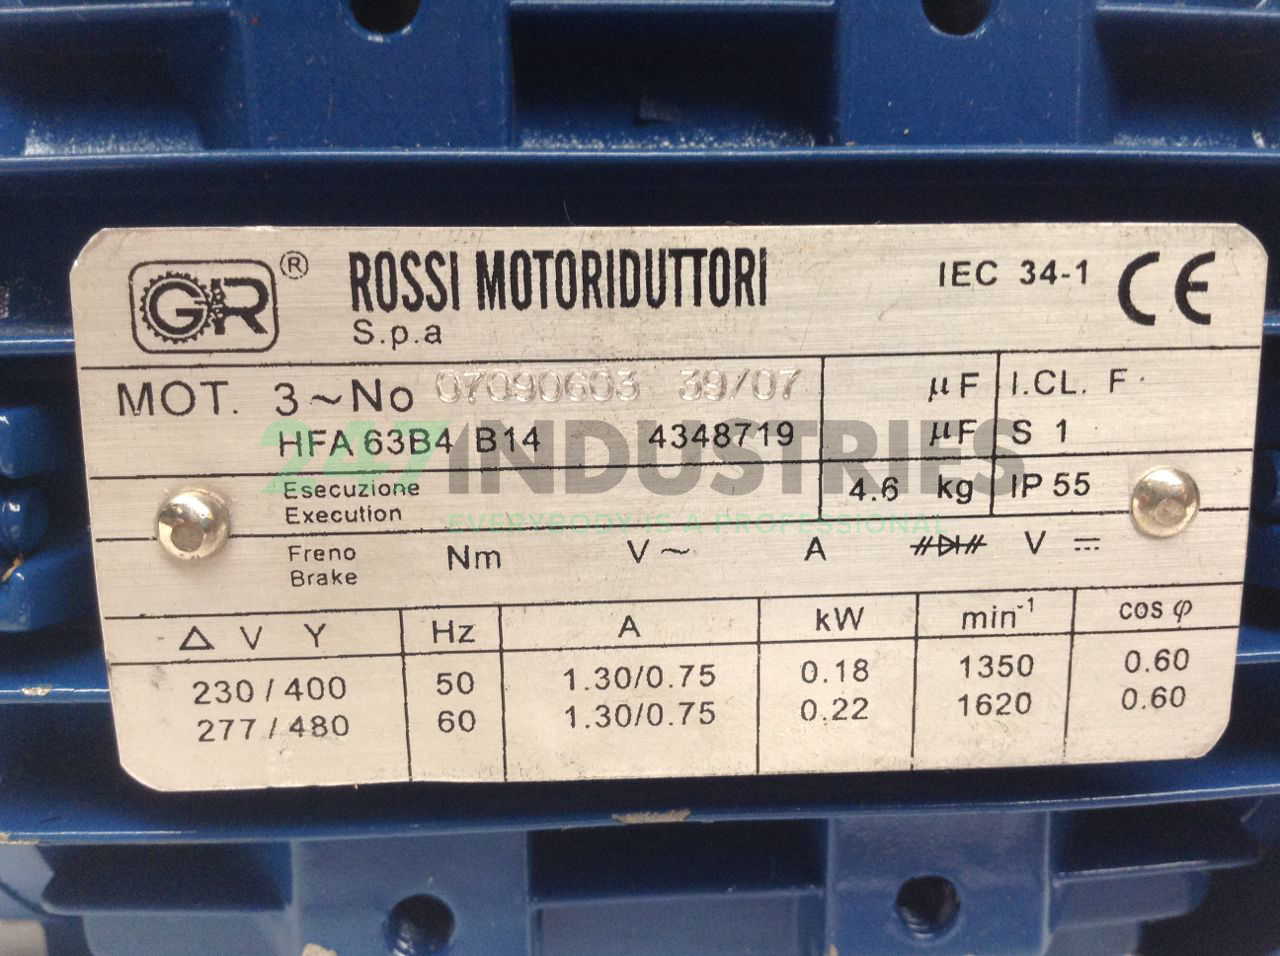 GR ® ROSSI MOTORIDUTTORI
S.p.a
IEC 34-1 CE
MOT. 3~No 07090603 39/07
µF I.CL. F
HFA 63B4 B14 4348719
µF S 1
Esecuzione
Execution
4.6 kg IP 55
Freno
Brake
Nm V~ A V ⎓
Δ V Y Hz A kW min⁻¹ cos φ
230/400 50 1.30/0.75 0.18 1350 0.60
277/480 60 1.30/0.75 0.22 1620 0.60
247INDUSTRIES
EVERYBODY IS A PROFESSIONAL